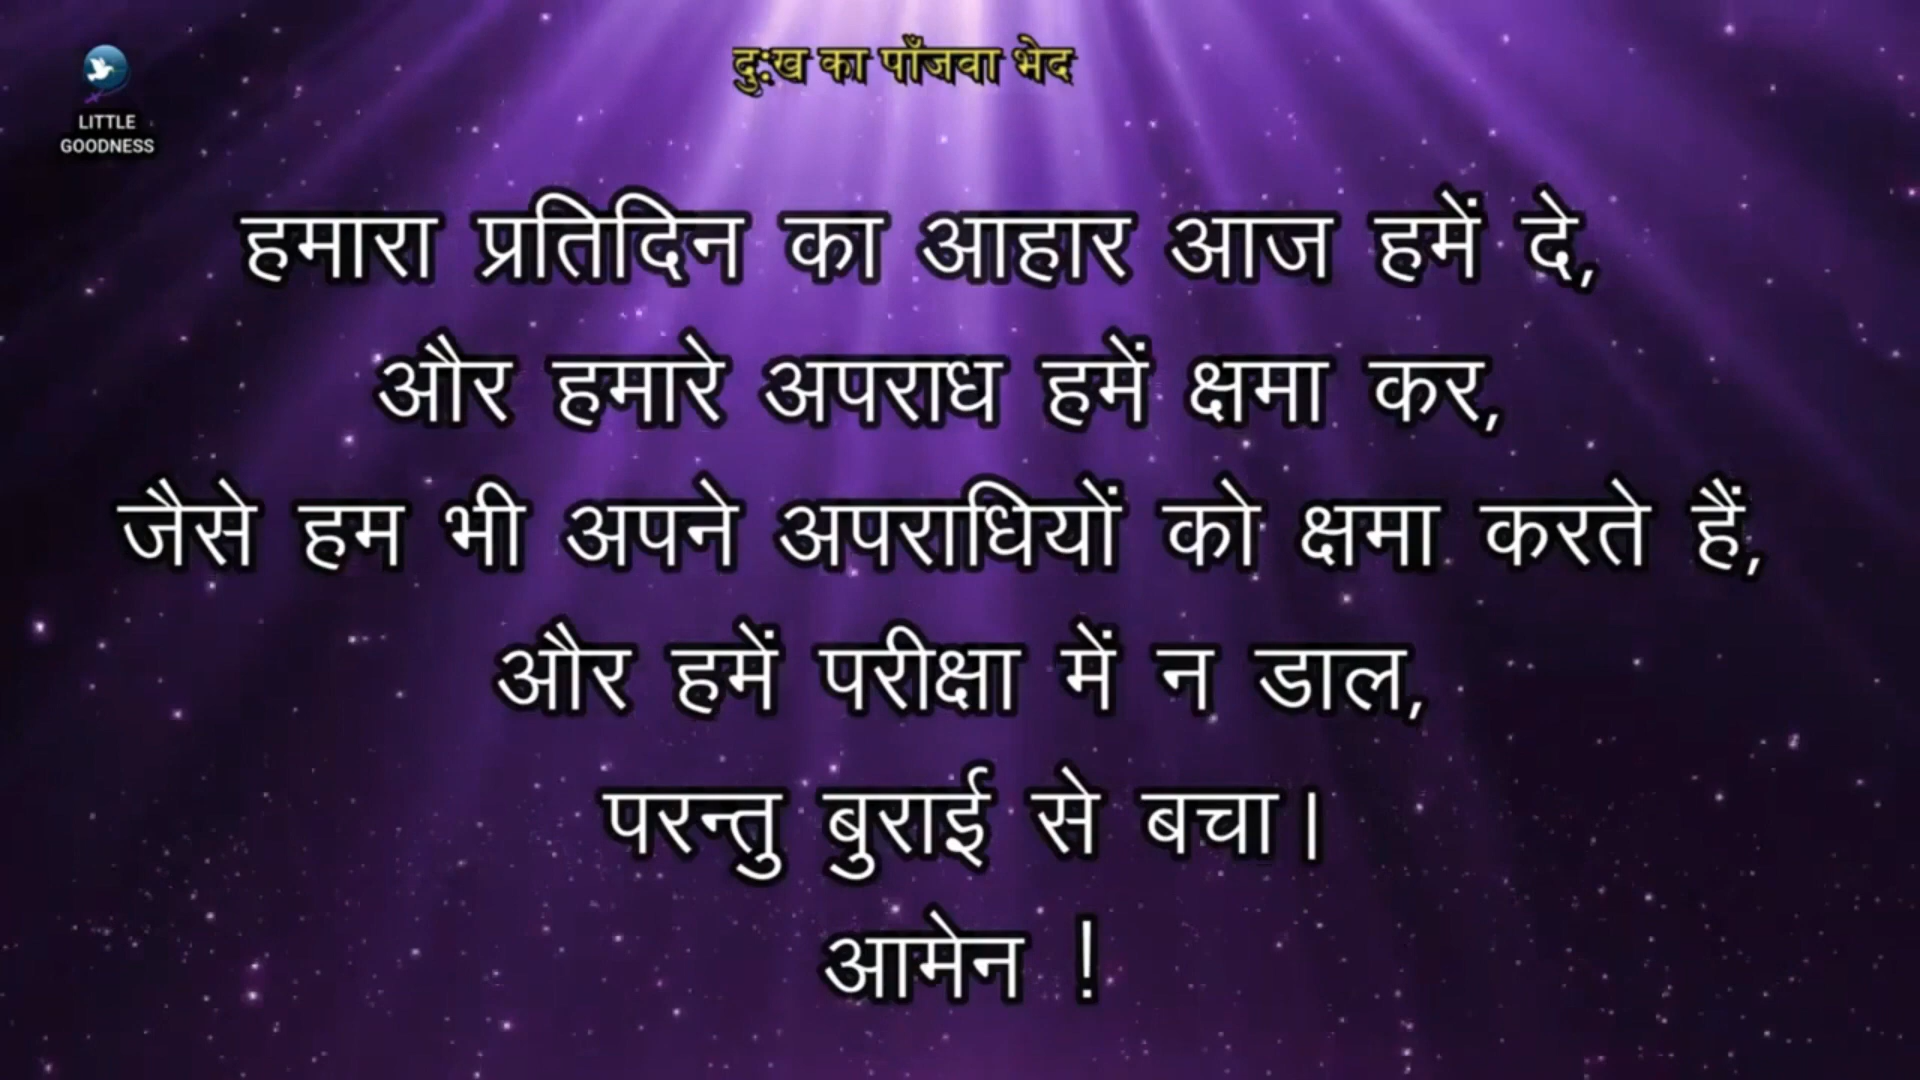 दु:ख का पाँजवा भेद
LITTLE
GOODNESS
हमारा प्रतिदिन का आहार आज हमें दे,
और हमारे अपराध हमें क्षमा कर,
जैसे हम भी अपने अपराधियों को क्षमा करते हैं,
और हमें परीक्षा में न डाल,
परन्तु बुराई से बचा।
आमेन !